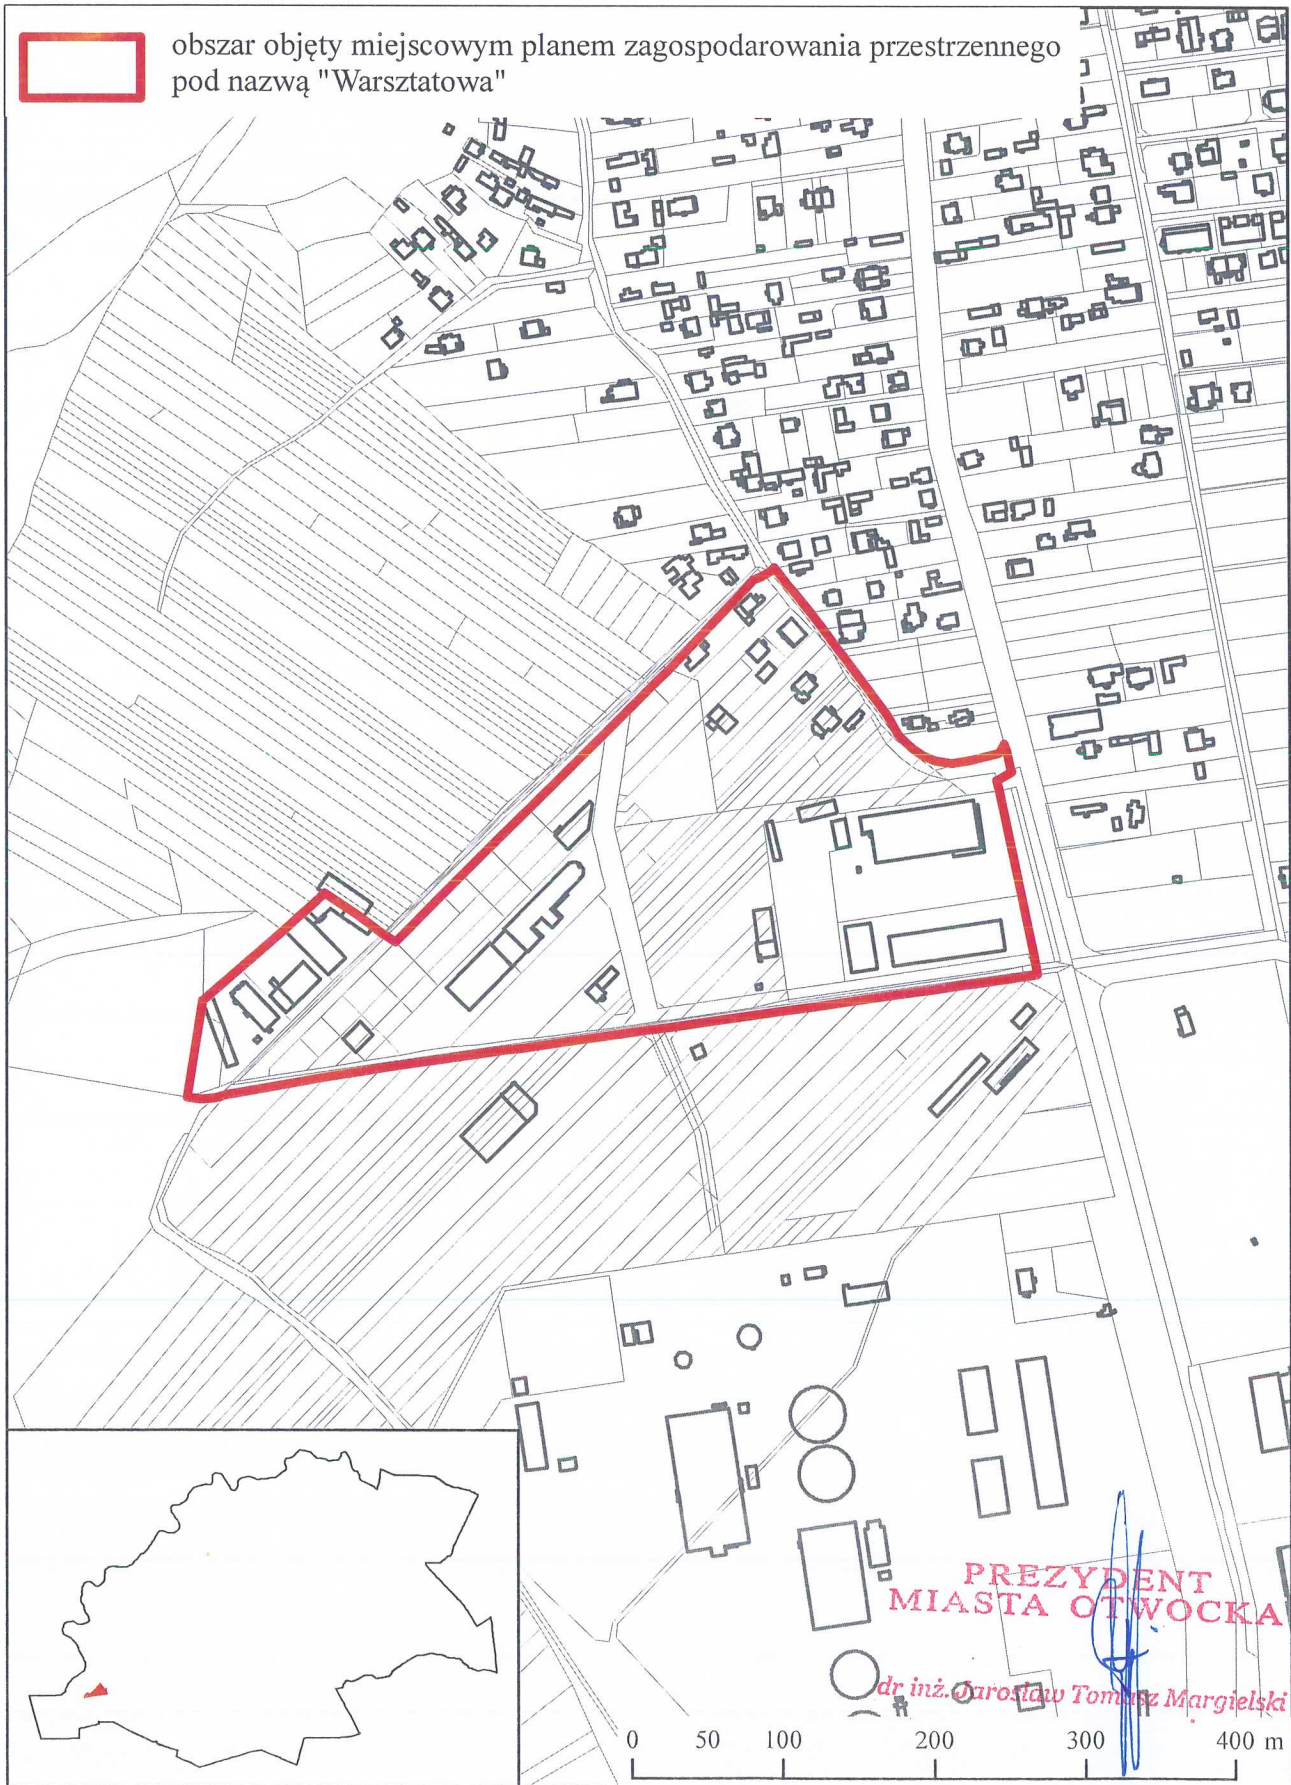 obszar objęty miejscowym planem zagospodarowania przestrzennego
pod nazwą "Warsztatowa"
PREZYDENT
MIASTA OTWOCKA
dr inż. Jarosław Tomasz Margielski
0 50 100 200 300 400 m